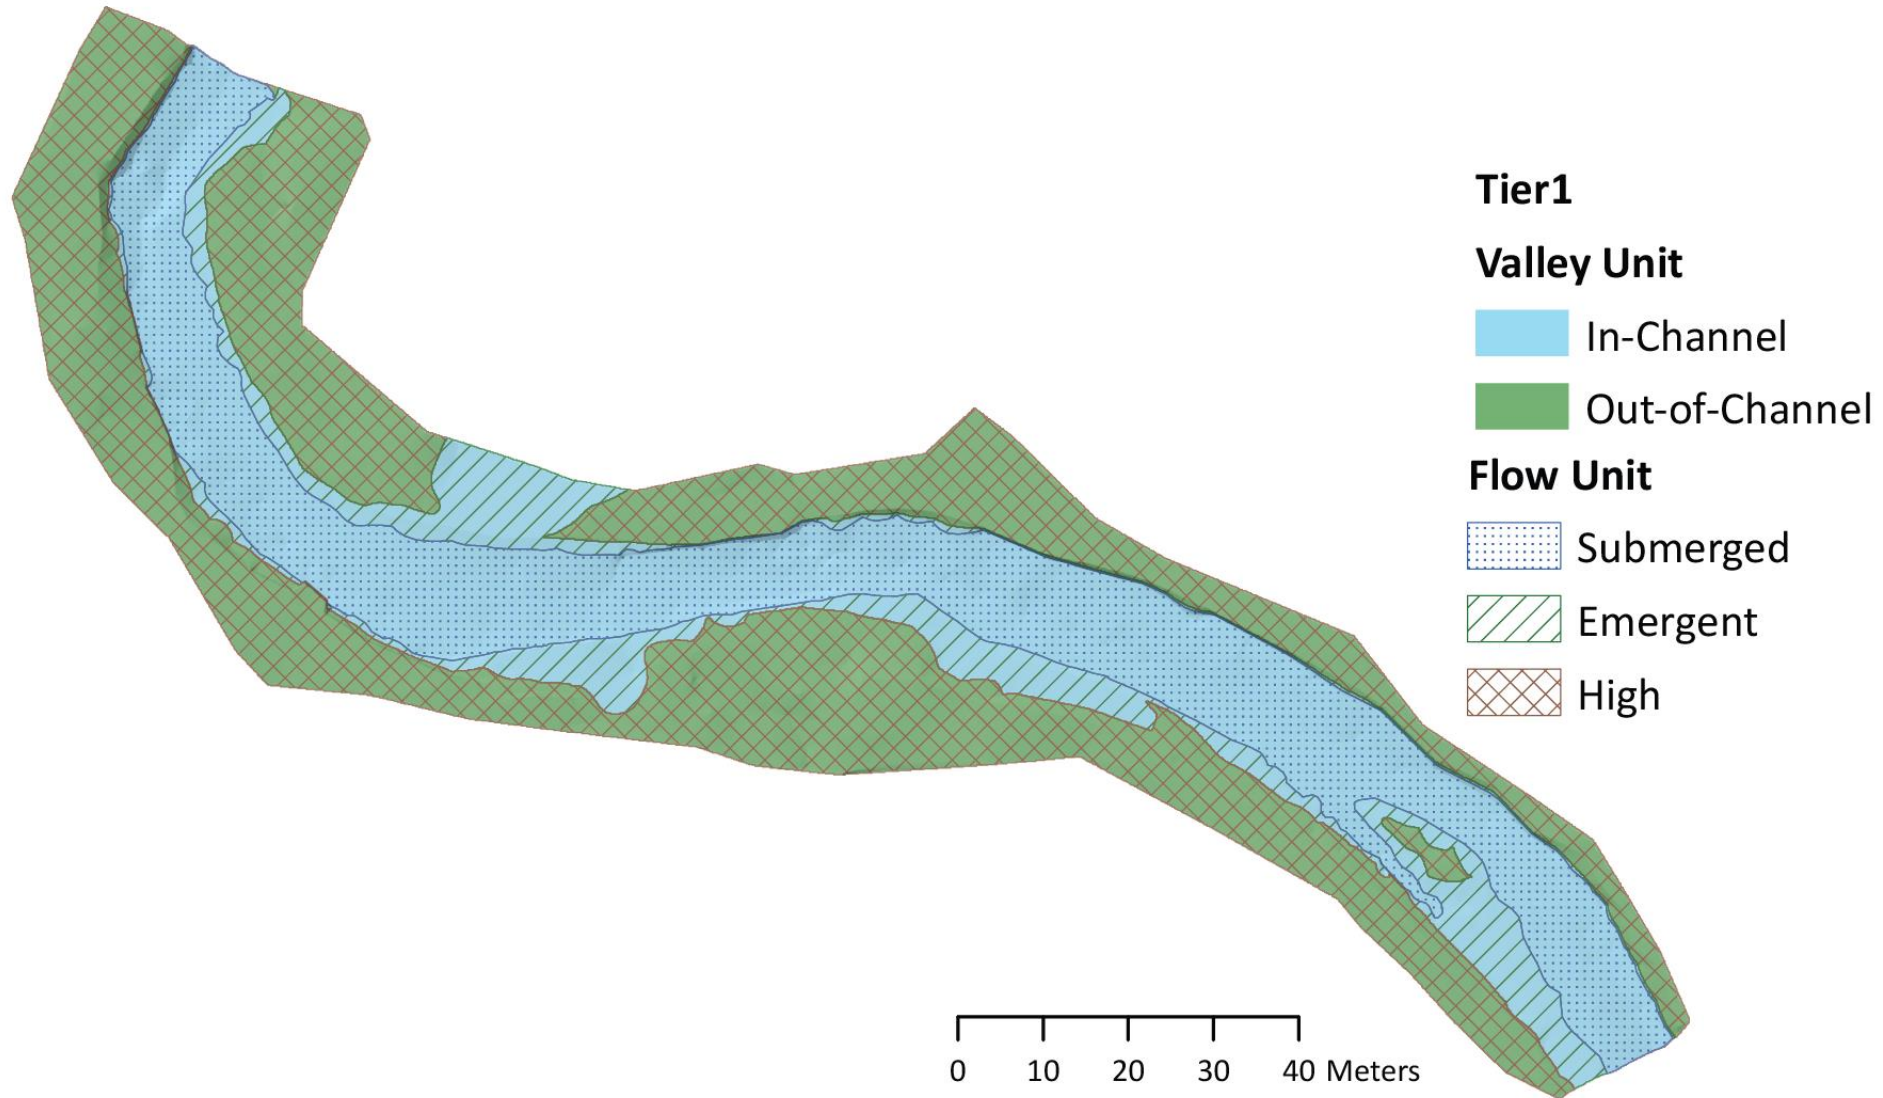 Tier1
Valley Unit
In-Channel
Out-of-Channel
Flow Unit
Submerged
Emergent
High
0 10 20 30 40 Meters